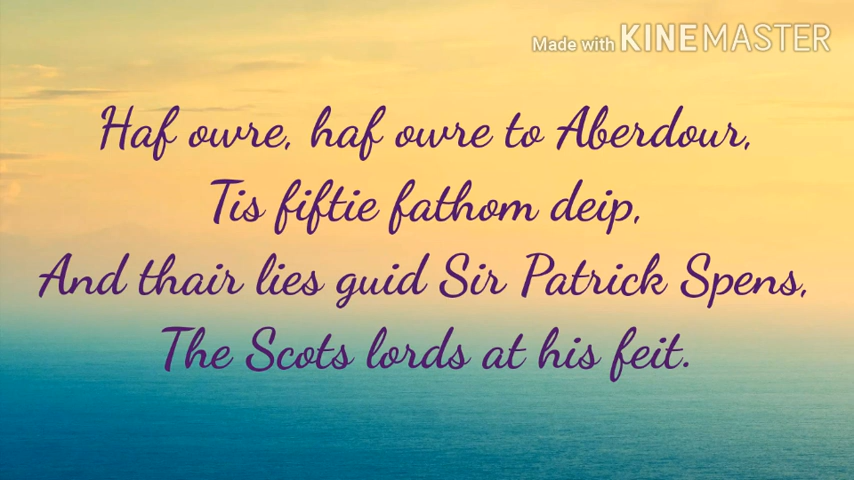 Made with KINEMASTER
Haf owre, haf owre to Aberdour,
Tis fiftie fathom deip,
And thair lies guid Sir Patrick Spens,
The Scots lords at his feit.